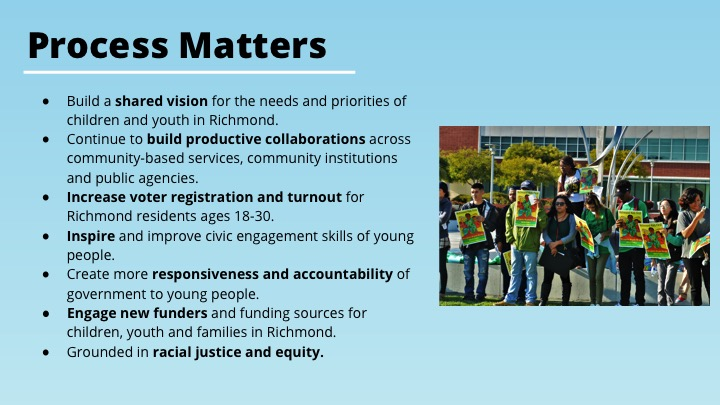 Process Matters
● Build a shared vision for the needs and priorities of
children and youth in Richmond.
● Continue to build productive collaborations across
community-based services, community institutions
and public agencies.
● Increase voter registration and turnout for
Richmond residents ages 18-30.
● Inspire and improve civic engagement skills of young
people.
● Create more responsiveness and accountability of
government to young people.
● Engage new funders and funding sources for
children, youth and families in Richmond.
● Grounded in racial justice and equity.